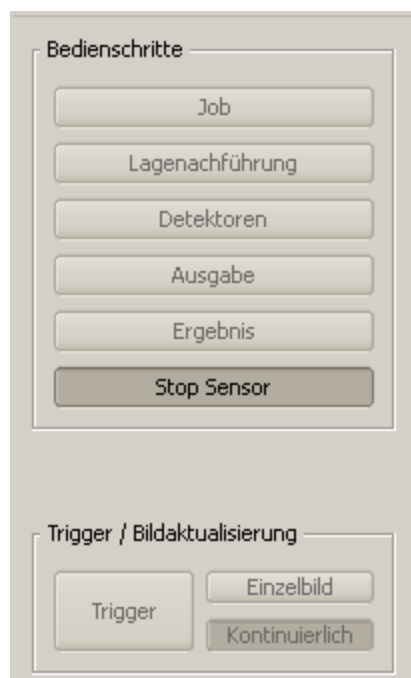 Bedienschritte
Job
Lagenachführung
Detektoren
Ausgabe
Ergebnis
Stop Sensor
Trigger / Bildaktualisierung
Trigger
Einzelbild
Kontinuierlich